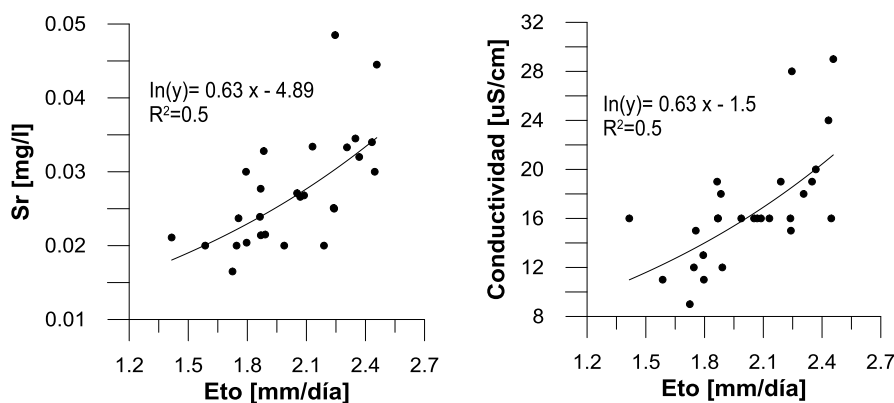 0.05
0.04
0.03
0.02
0.01
Sr [mg/l]
ln(y)= 0.63 x - 4.89
R²=0.5
1.2 1.5 1.8 2.1 2.4 2.7
Eto [mm/día]
32
28
24
20
16
12
8
Conductividad [uS/cm]
ln(y)= 0.63 x - 1.5
R²=0.5
1.2 1.5 1.8 2.1 2.4 2.7
Eto [mm/día]